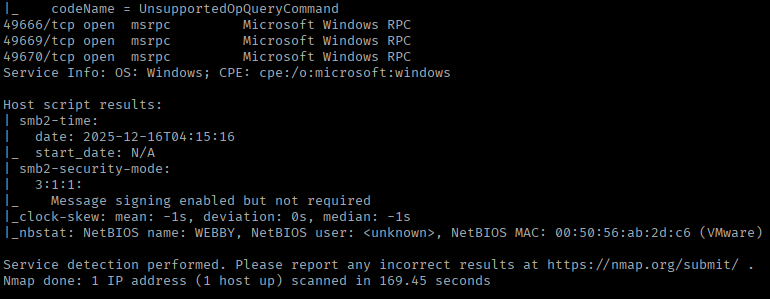 |_    codeName = UnsupportedOpQueryCommand
49666/tcp open  msrpc         Microsoft Windows RPC
49669/tcp open  msrpc         Microsoft Windows RPC
49670/tcp open  msrpc         Microsoft Windows RPC
Service Info: OS: Windows; CPE: cpe:/o:microsoft:windows

Host script results:
| smb2-time:
|   date: 2025-12-16T04:15:16
|_  start_date: N/A
| smb2-security-mode:
|   3:1:1:
|_    Message signing enabled but not required
|_clock-skew: mean: -1s, deviation: 0s, median: -1s
|_nbstat: NetBIOS name: WEBBY, NetBIOS user: <unknown>, NetBIOS MAC: 00:50:56:ab:2d:c6 (VMware)

Service detection performed. Please report any incorrect results at https://nmap.org/submit/ .
Nmap done: 1 IP address (1 host up) scanned in 169.45 seconds